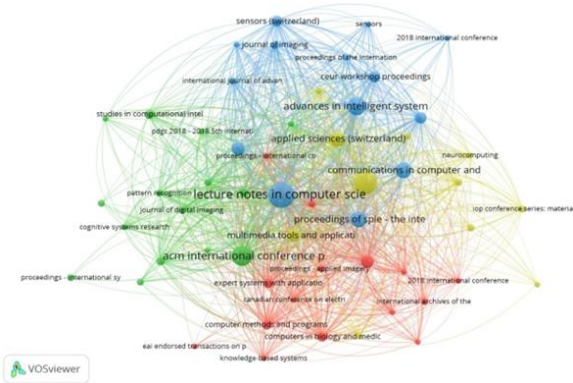 sensors (switzerland)
sensors
2018 international conference
journal of imaging
proceedings of the internation
ceur workshop proceedings
international journal of advan
advances in intelligent system
studies in computational intel
pdgc 2018 - 2018 5th internati
applied sciences (switzerland)
proceedings - international co
neurocomputing
communications in computer and
pattern recognition
lecture notes in computer scie
journal of digital imaging
iop conference series: materia
proceedings of spie - the inte
cognitive systems research
multimedia tools and applicati
acm international conference p
proceedings - applied imagery
proceedings - international sy
expert systems with applicatio
2018 international conference
canadian conference on electri
international archives of the
computer methods and programs
computers in biology and medic
eai endorsed transactions on p
knowledge based systems
VOSviewer